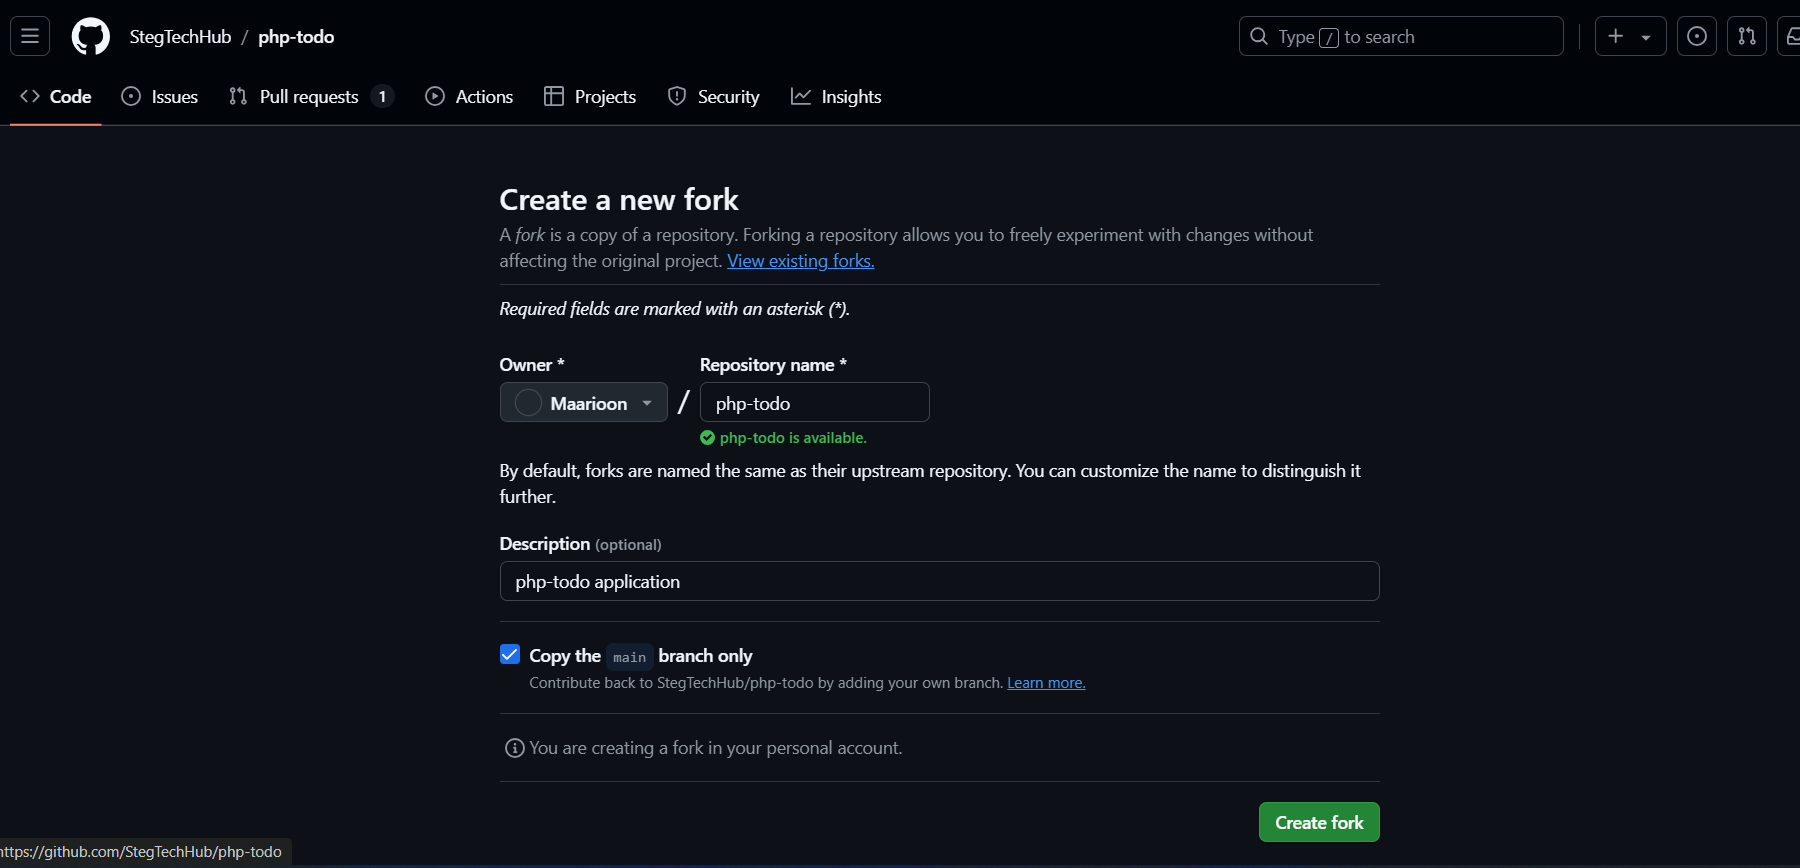 StegTechHub / php-todo
Type / to search
Code Issues Pull requests 1 Actions Projects Security Insights
Create a new fork
A fork is a copy of a repository. Forking a repository allows you to freely experiment with changes without
affecting the original project. View existing forks.
Required fields are marked with an asterisk (*).
Owner * Repository name *
Maarioon / php-todo
php-todo is available.
By default, forks are named the same as their upstream repository. You can customize the name to distinguish it
further.
Description (optional)
php-todo application
Copy the main branch only
Contribute back to StegTechHub/php-todo by adding your own branch. Learn more.
You are creating a fork in your personal account.
Create fork
https://github.com/StegTechHub/php-todo